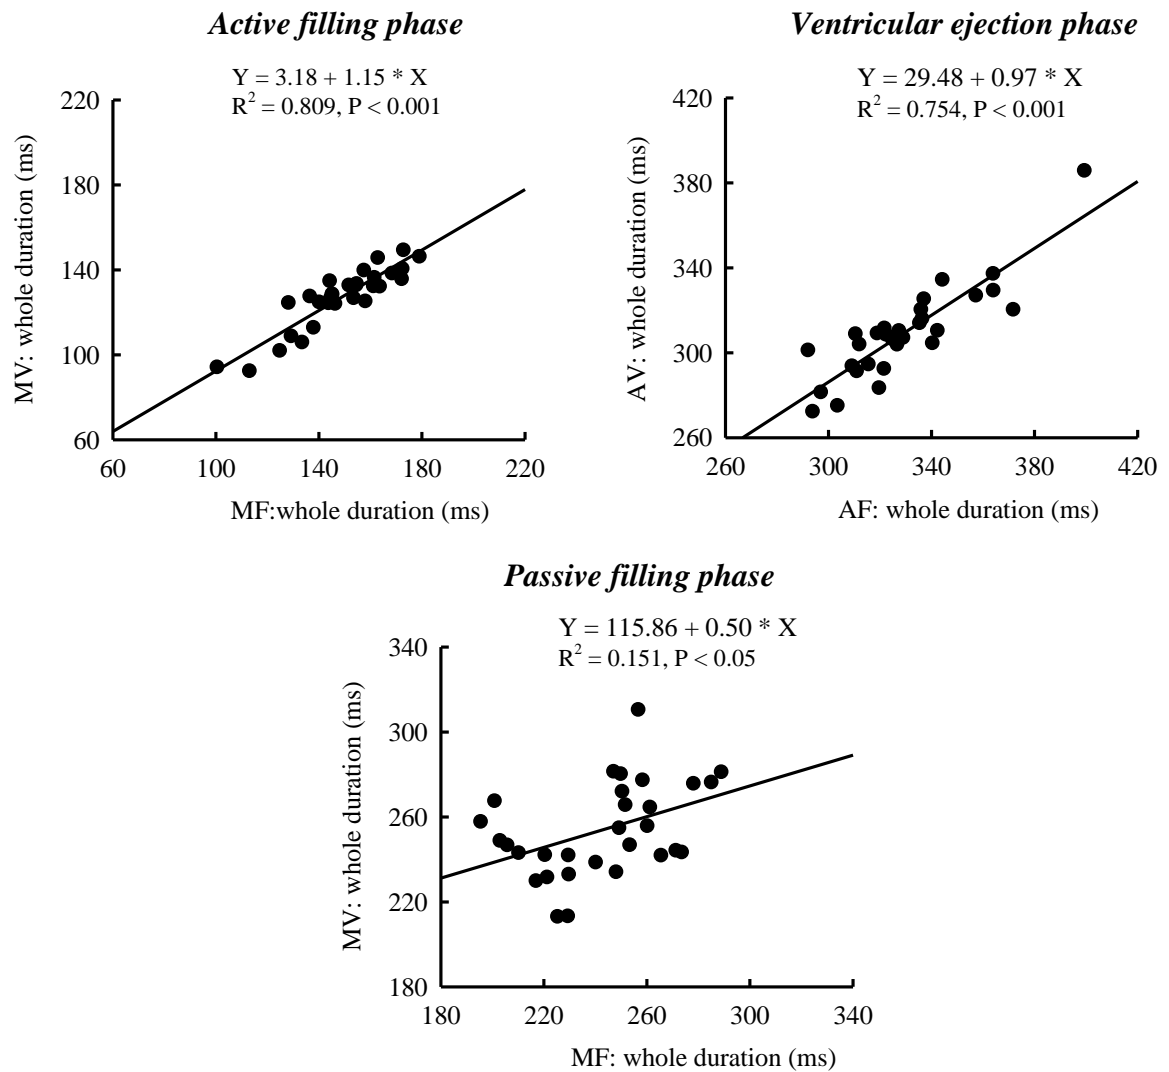 Active filling phase
Y = 3.18 + 1.15 * X
R² = 0.809, P < 0.001
220
180
140
100
60
MV: whole duration (ms)
60 100 140 180 220
MF:whole duration (ms)
Ventricular ejection phase
Y = 29.48 + 0.97 * X
R² = 0.754, P < 0.001
420
380
340
300
260
AV: whole duration (ms)
260 300 340 380 420
AF: whole duration (ms)
Passive filling phase
Y = 115.86 + 0.50 * X
R² = 0.151, P < 0.05
340
300
260
220
180
MV: whole duration (ms)
180 220 260 300 340
MF: whole duration (ms)